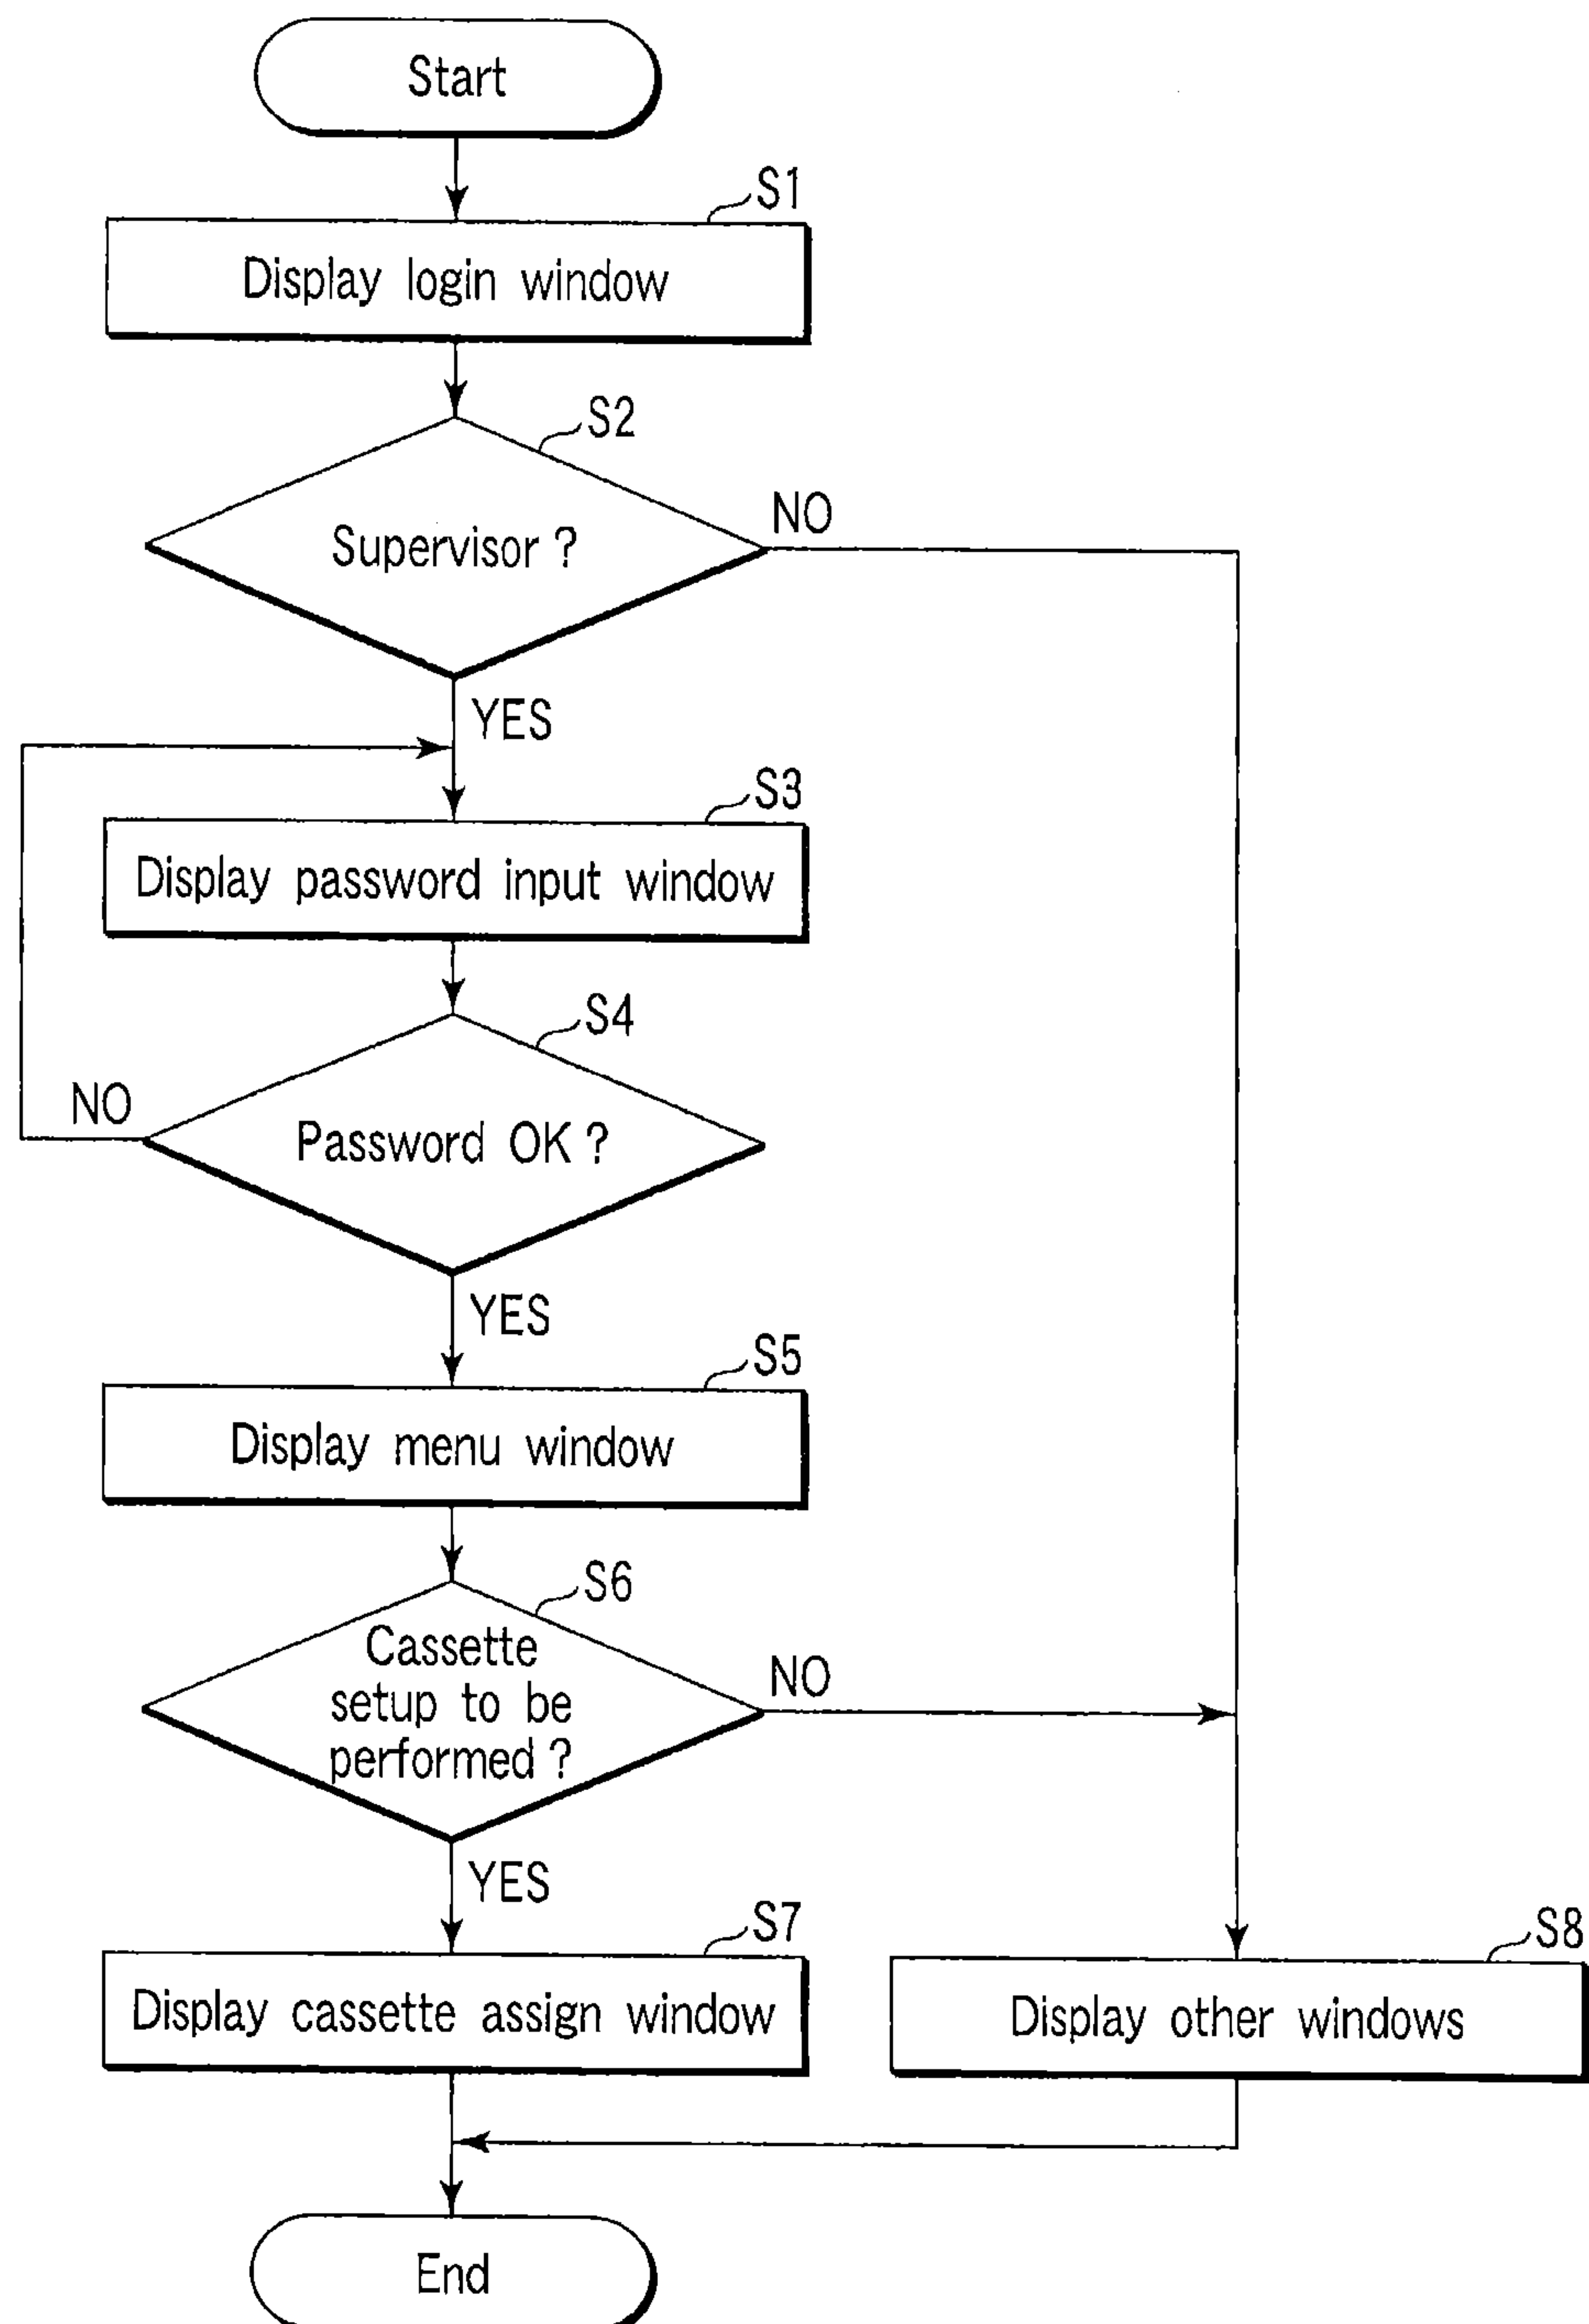 Start
S1
Display login window
S2
Supervisor ?
NO
YES
S3
Display password input window
S4
NO
Password OK ?
YES
S5
Display menu window
S6
Cassette
setup to be
performed ?
NO
YES
S7
Display cassette assign window
S8
Display other windows
End